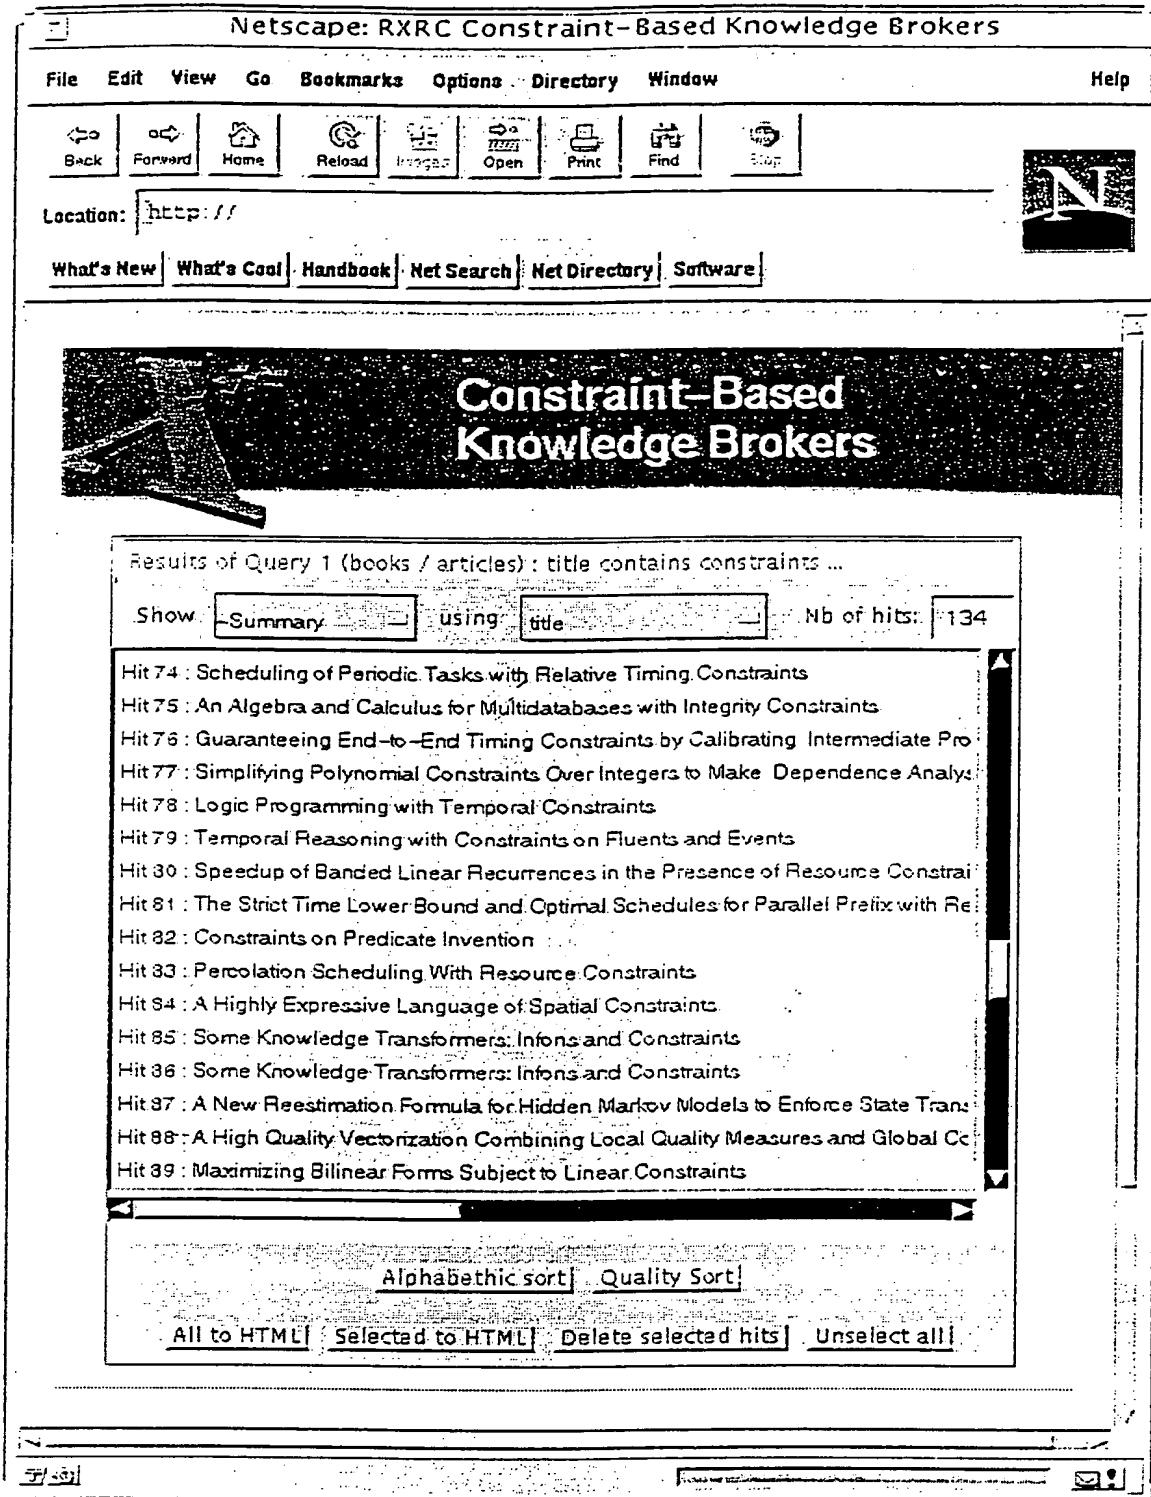 Netscape: RXRC Constraint-Based Knowledge Brokers
File Edit View Go Bookmarks Options Directory Window Help
Back Forward Home Reload Images Open Print Find Stop
Location: http://
N
What's New What's Cool Handbook Net Search Net Directory Software
Constraint-Based
Knowledge Brokers
Results of Query 1 (books / articles) : title contains constraints ...
Show Summary using title Nb of hits: 134
Hit 74 : Scheduling of Periodic Tasks with Relative Timing Constraints
Hit 75 : An Algebra and Calculus for Multidatabases with Integrity Constraints
Hit 76 : Guaranteeing End-to-End Timing Constraints by Calibrating Intermediate Pro
Hit 77 : Simplifying Polynomial Constraints Over Integers to Make Dependence Analys
Hit 78 : Logic Programming with Temporal Constraints
Hit 79 : Temporal Reasoning with Constraints on Fluents and Events
Hit 80 : Speedup of Banded Linear Recurrences in the Presence of Resource Constrai
Hit 81 : The Strict Time Lower Bound and Optimal Schedules for Parallel Prefix with Re
Hit 82 : Constraints on Predicate Invention
Hit 83 : Percolation Scheduling With Resource Constraints
Hit 84 : A Highly Expressive Language of Spatial Constraints
Hit 85 : Some Knowledge Transformers: Infons and Constraints
Hit 86 : Some Knowledge Transformers: Infons and Constraints
Hit 87 : A New Reestimation Formula for Hidden Markov Models to Enforce State Trans
Hit 88 : A High Quality Vectorization Combining Local Quality Measures and Global Co
Hit 89 : Maximizing Bilinear Forms Subject to Linear Constraints
Alphabethic sort Quality Sort
All to HTML Selected to HTML Delete selected hits Unselect all